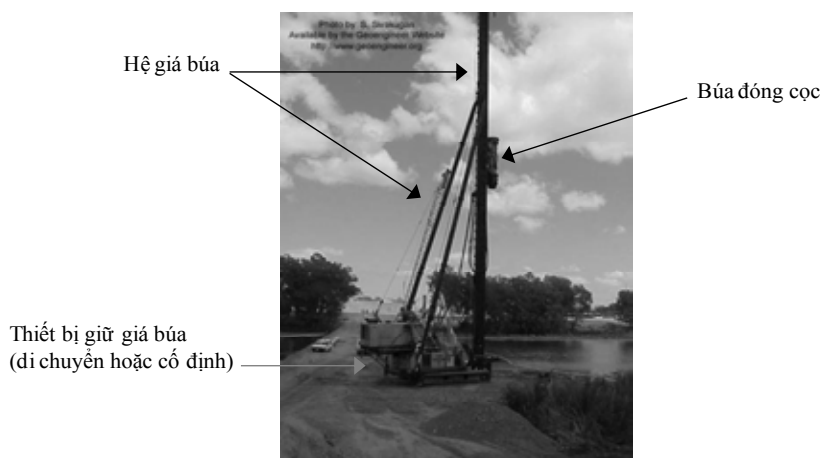 Photo by: S. Sivakugan
Available by the Geoengineer Website
http://www.geoengineer.org
Hệ giá búa
Búa đóng cọc
Thiết bị giữ giá búa
(di chuyển hoặc cố định)